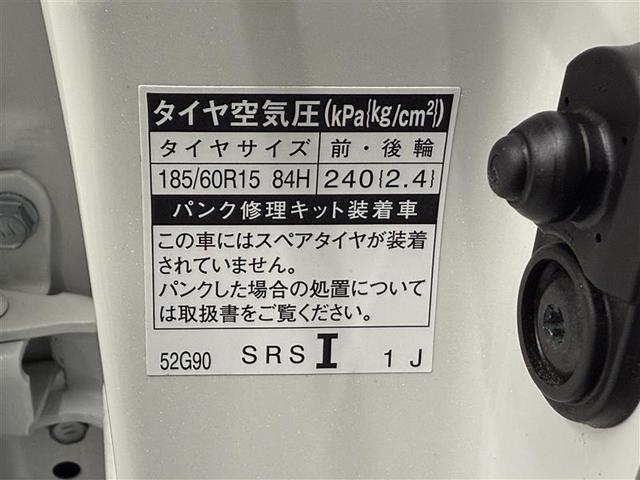 タイヤ空気圧(kPa{kg/cm²})
タイヤサイズ 前・後輪
185/60R15 84H 240{2.4}
パンク修理キット装着車
この車にはスペアタイヤが装着
されていません。
パンクした場合の処置について
は取扱書をご覧ください。
52G90 SRS I 1J